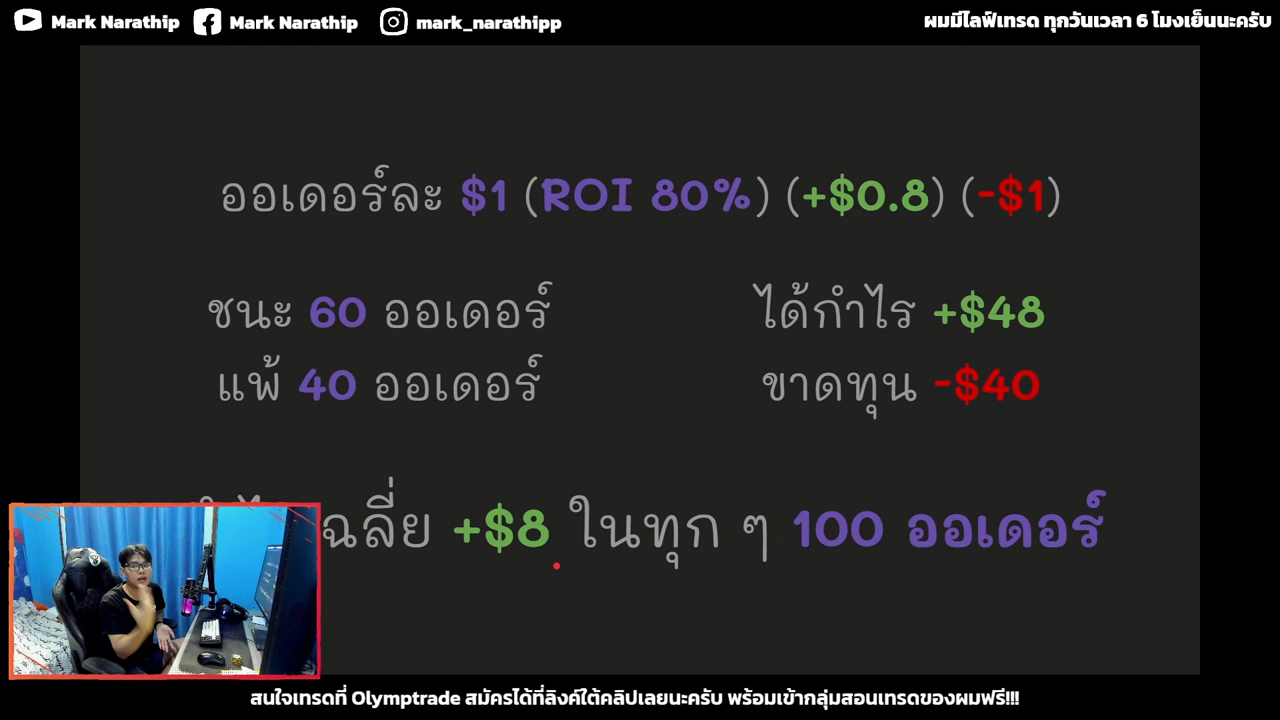 Mark Narathip Mark Narathip mark_narathipp ผมมีไลฟ์เทรด ทุกวันเวลา 6 โมงเย็นนะครับ
ออเดอร์ละ $1 (ROI 80%) (+$0.8) (-$1)
ชนะ 60 ออเดอร์ ได้กำไร +$48
แพ้ 40 ออเดอร์ ขาดทุน -$40
ฉลี่ย +$8 ในทุก ๆ 100 ออเดอร์
สนใจเทรดที่ Olymptrade สมัครได้ที่ลิงค์ใต้คลิปเลยนะครับ พร้อมเข้ากลุ่มสอนเทรดของผมฟรี!!!